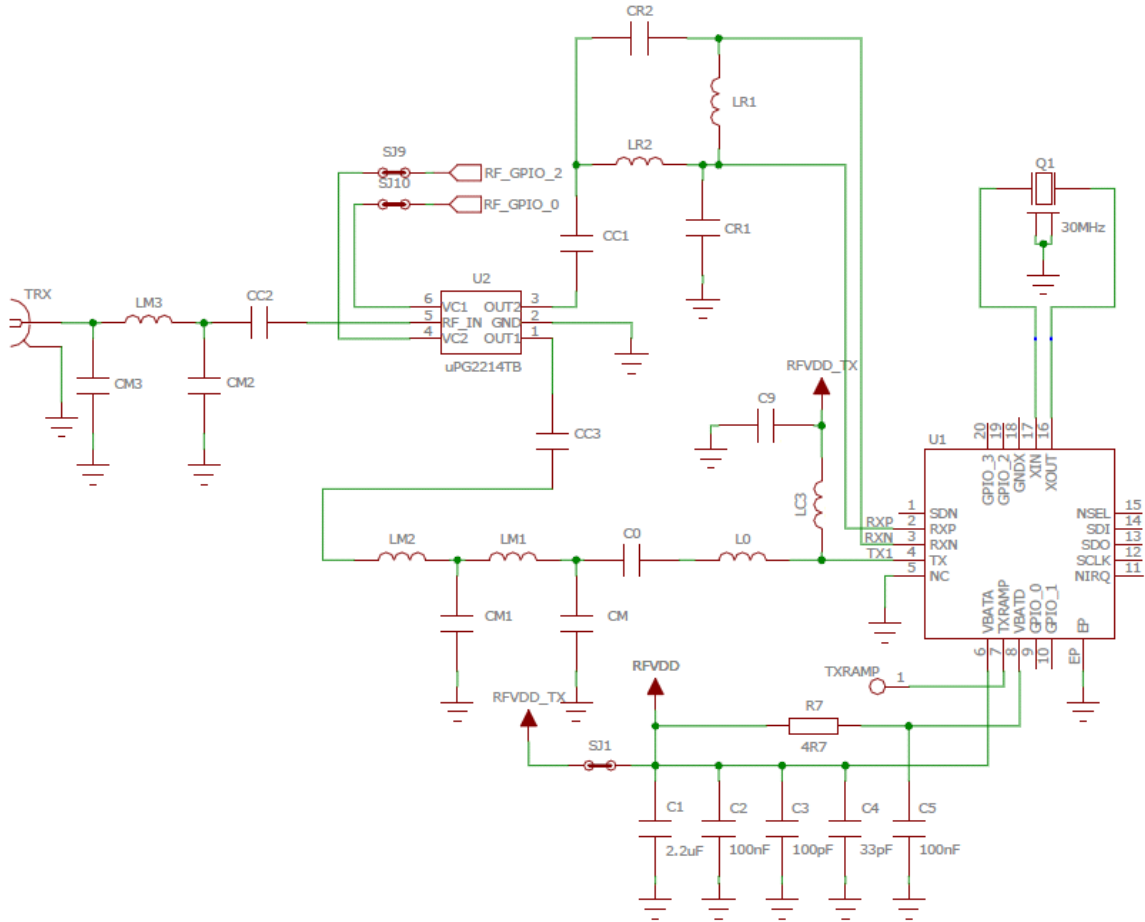 CR2
LR1
LR2
SJ9
RF_GPIO_2
SJ10
RF_GPIO_0
CR1
CC1
Q1
30MHz
TRX
LM3
CC2
U2
6 VC1 OUT2 3
5 RF_IN GND 2
4 VC2 OUT1 1
uPG2214TB
CM3
CM2
RFVDD_TX
C9
CC3
LC3
U1
20 19 18 17 16
GPIO_3 GPIO_2 GNDX XIN XOUT
RXP
RXN
TX1
1 SDN NSEL 15
2 RXP SDI 14
3 RXN SDO 13
4 TX SCLK 12
5 NC NIRQ 11
VBATA TXRAMP VBATD GPIO_0 GPIO_1 EP
6 7 8 9 10 EP
LM2
LM1
C0
L0
CM1
CM
RFVDD
RFVDD_TX
TXRAMP 1
R7
4R7
SJ1
C1
2.2uF
C2
100nF
C3
100pF
C4
33pF
C5
100nF